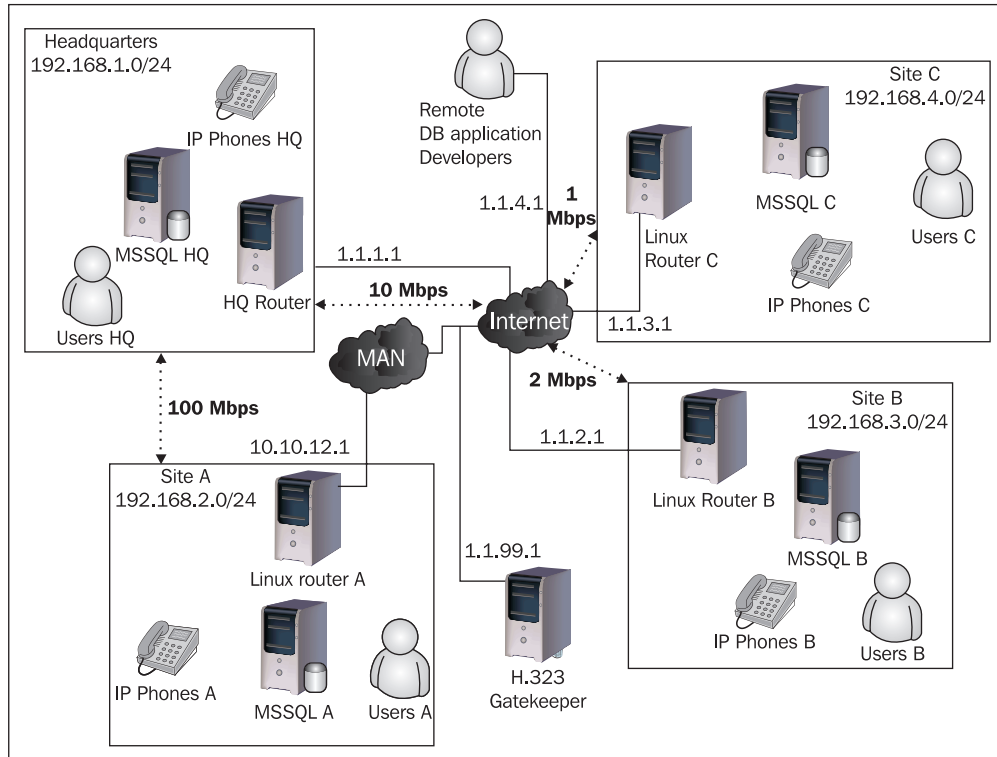 Headquarters
192.168.1.0/24
IP Phones HQ
MSSQL HQ
HQ Router
Users HQ
Remote
DB application
Developers
1.1.4.1
1
Mbps
Site C
192.168.4.0/24
MSSQL C
Users C
Linux
Router C
IP Phones C
1.1.3.1
1.1.1.1
10 Mbps
Internet
MAN
2 Mbps
100 Mbps
10.10.12.1
1.1.2.1
Site B
192.168.3.0/24
Linux Router B
MSSQL B
IP Phones B
Users B
Site A
192.168.2.0/24
Linux router A
IP Phones A
MSSQL A
Users A
1.1.99.1
H.323
Gatekeeper